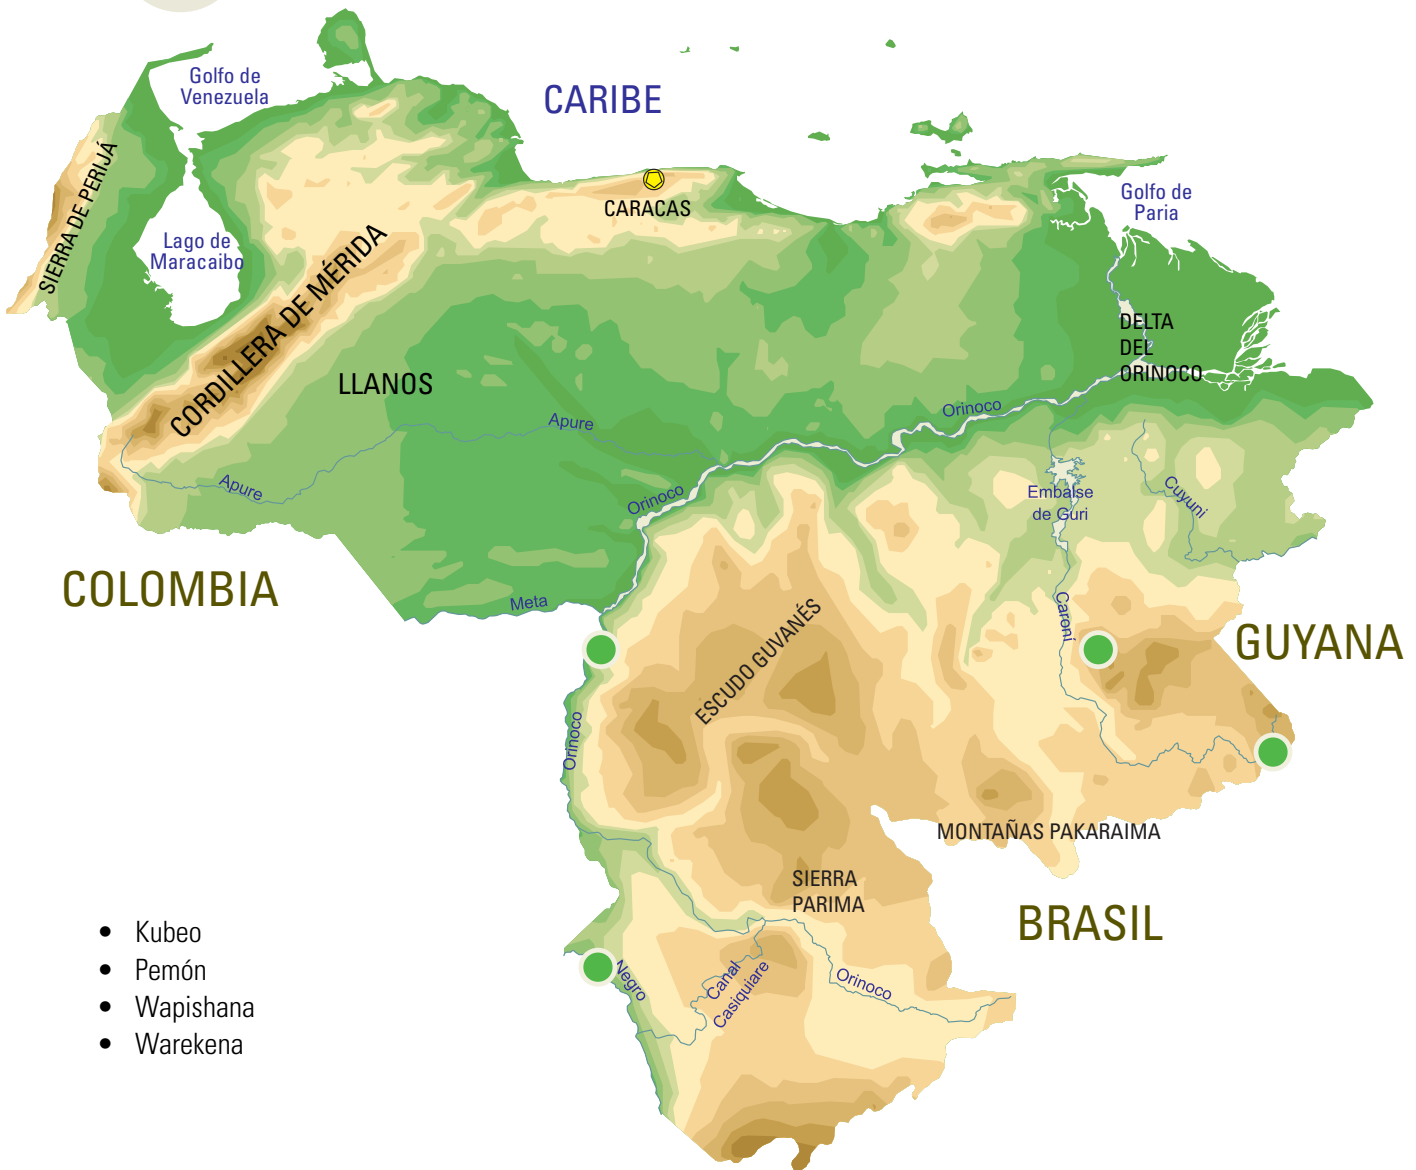 Golfo de
Venezuela
CARIBE
SIERRA DE PERIJÁ
Lago de
Maracaibo
CORDILLERA DE MÉRIDA
CARACAS
Golfo de
Paria
DELTA
DEL
ORINOCO
LLANOS
Apure
Orinoco
Apure
Orinoco
Embalse
de Guri
Cuyuni
COLOMBIA
Meta
Caroní
GUYANA
ESCUDO GUVANÉS
Orinoco
MONTAÑAS PAKARAIMA
SIERRA
PARIMA
BRASIL
Negro
Canal
Casiquiare
Orinoco
• Kubeo
• Pemón
• Wapishana
• Warekena